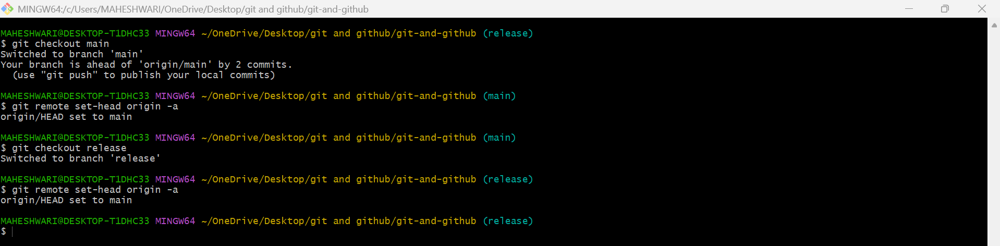 MINGW64:/c/Users/MAHESHWARI/OneDrive/Desktop/git and github/git-and-github
MAHESHWARI@DESKTOP-T1DHC33 MINGW64 ~/OneDrive/Desktop/git and github/git-and-github (release)
$ git checkout main
Switched to branch 'main'
Your branch is ahead of 'origin/main' by 2 commits.
  (use "git push" to publish your local commits)
MAHESHWARI@DESKTOP-T1DHC33 MINGW64 ~/OneDrive/Desktop/git and github/git-and-github (main)
$ git remote set-head origin -a
origin/HEAD set to main
MAHESHWARI@DESKTOP-T1DHC33 MINGW64 ~/OneDrive/Desktop/git and github/git-and-github (main)
$ git checkout release
Switched to branch 'release'
MAHESHWARI@DESKTOP-T1DHC33 MINGW64 ~/OneDrive/Desktop/git and github/git-and-github (release)
$ git remote set-head origin -a
origin/HEAD set to main
MAHESHWARI@DESKTOP-T1DHC33 MINGW64 ~/OneDrive/Desktop/git and github/git-and-github (release)
$